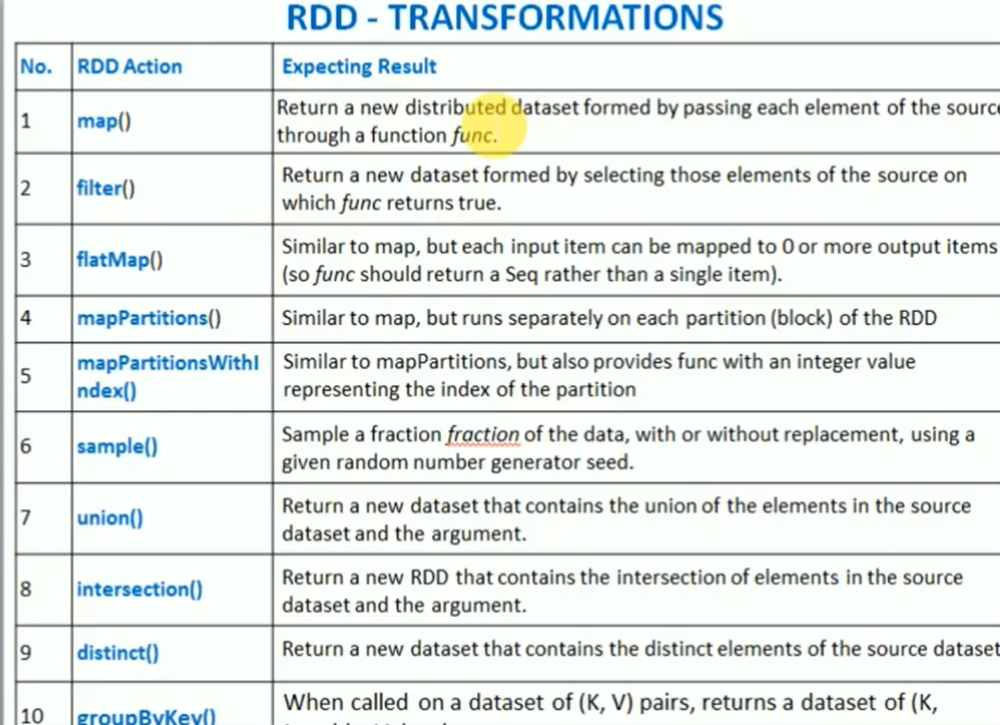 RDD - TRANSFORMATIONS
No. RDD Action Expecting Result
1 map() Return a new distributed dataset formed by passing each element of the
through a function func.
2 filter() Return a new dataset formed by selecting those elements of the source on
which func returns true.
3 flatMap() Similar to map, but each input item can be mapped to 0 or more output items
(so func should return a Seq rather than a single item).
4 mapPartitions() Similar to map, but runs separately on each partition (block) of the RDD
5 mapPartitionsWithI
ndex() Similar to mapPartitions, but also provides func with an integer value
representing the index of the partition
6 sample() Sample a fraction fraction of the data, with or without replacement, using a
given random number generator seed.
7 union() Return a new dataset that contains the union of the elements in the source
dataset and the argument.
8 intersection() Return a new RDD that contains the intersection of elements in the source
dataset and the argument.
9 distinct() Return a new dataset that contains the distinct elements of the source dataset
10 groupByKey() When called on a dataset of (K, V) pairs, returns a dataset of (K,